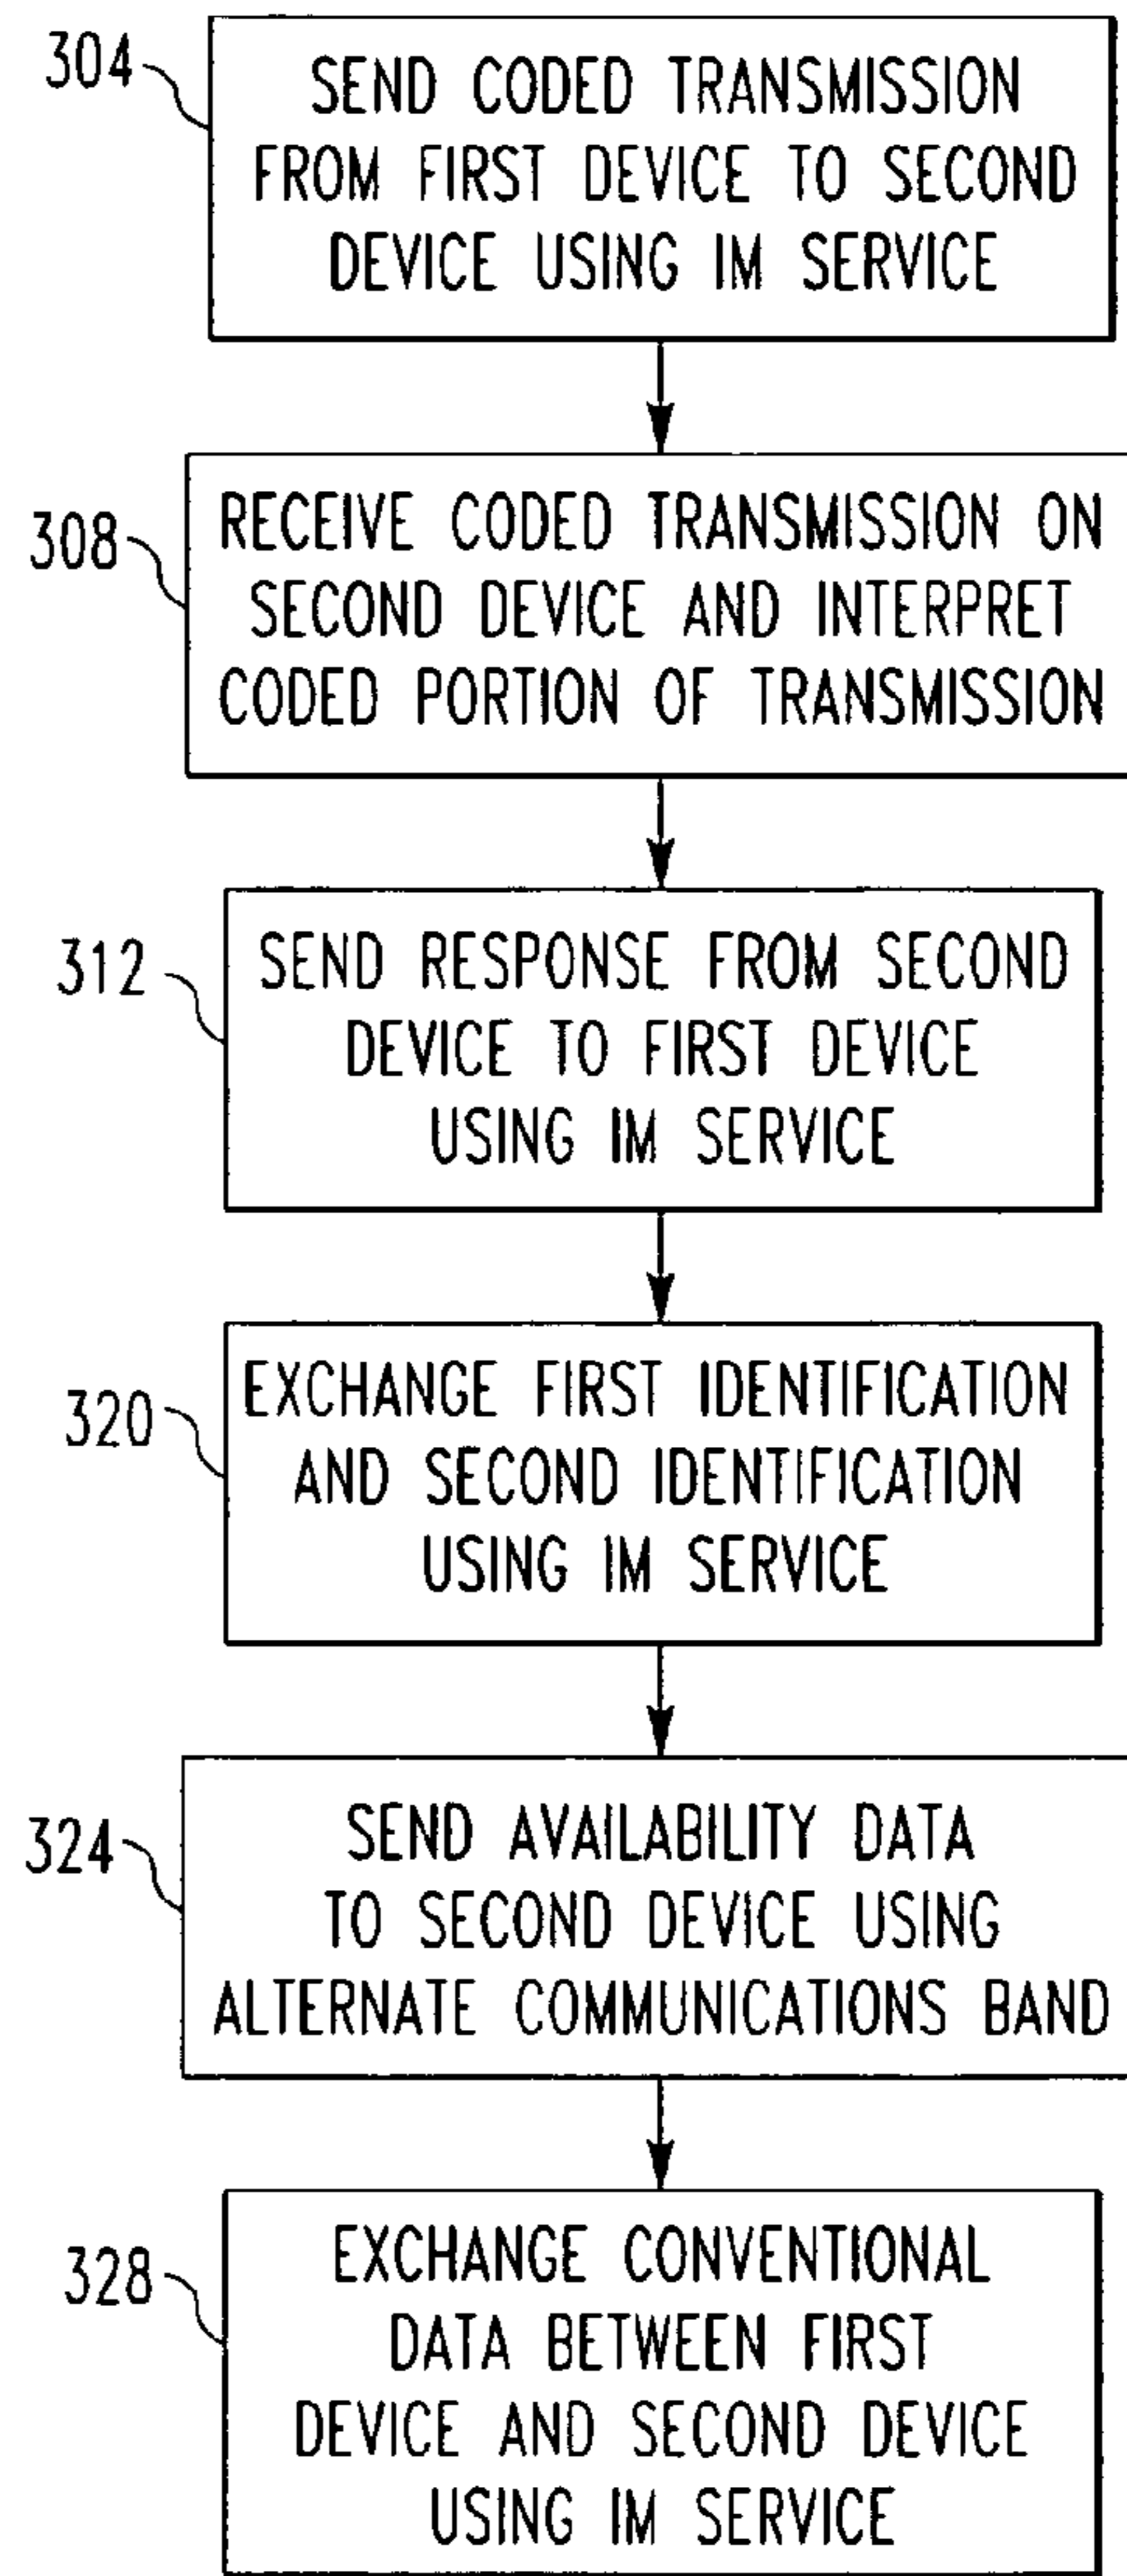 304
SEND CODED TRANSMISSION
FROM FIRST DEVICE TO SECOND
DEVICE USING IM SERVICE
308
RECEIVE CODED TRANSMISSION ON
SECOND DEVICE AND INTERPRET
CODED PORTION OF TRANSMISSION
312
SEND RESPONSE FROM SECOND
DEVICE TO FIRST DEVICE
USING IM SERVICE
320
EXCHANGE FIRST IDENTIFICATION
AND SECOND IDENTIFICATION
USING IM SERVICE
324
SEND AVAILABILITY DATA
TO SECOND DEVICE USING
ALTERNATE COMMUNICATIONS BAND
328
EXCHANGE CONVENTIONAL
DATA BETWEEN FIRST
DEVICE AND SECOND DEVICE
USING IM SERVICE